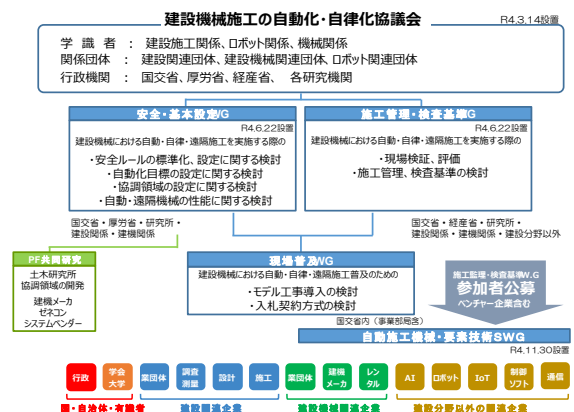 建設機械施工の自動化・自律化協議会
R4.3.14設置
学 識 者 ： 建設施工関係、ロボット関係、機械関係
関係団体 ： 建設関連団体、建設機械関連団体、ロボット関連団体
行政機関 ： 国交省、厚労省、経産省、 各研究機関
安全・基本設定WG
R4.6.22設置
建設機械における自動・自律・遠隔施工を実施する際の
・安全ルールの標準化、設定に関する検討
・自動化目標の設定に関する検討
・協調領域の設定に関する検討
・自動・遠隔機械の性能に関する検討
施工管理・検査基準WG
R4.6.22設置
建設機械における自動・自律・遠隔施工を実施する際の
・現場検証、評価
・施工管理、検査基準の検討
国交省・厚労省・研究所・
建設関係・建機関係
国交省・経産省・研究所・
建設関係・建機関係・建設分野以外
PF共同研究
土木研究所
協調領域の開発
建機メーカ
ゼネコン
システムベンダー
現場普及WG
建設機械における自動・自律・遠隔施工普及のための
・モデル工事導入の検討
・入札契約方式の検討
国交省内（事業部局含）
施工監理・検査基準W.G
参加者公募
ベンチャー企業含む
自動施工機械・要素技術SWG
R4.11.30設置
行政
学会
大学
業団体
調査
測量
設計
施工
業団体
建機
メーカ
レン
タル
AI
ロボット
IoT
制御
ソフト
通信
国・自治体・有識者
建設関連企業
建設機械関連企業
建設分野以外の関連企業